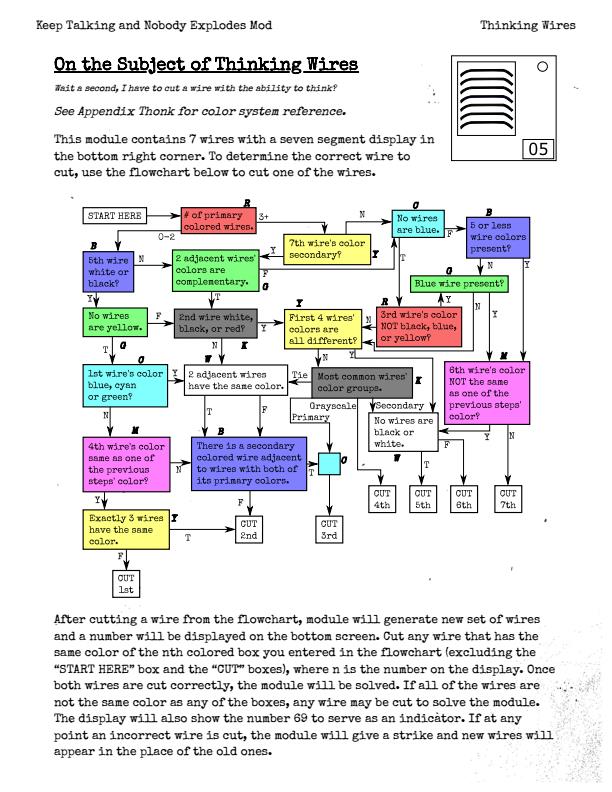 Keep Talking and Nobody Explodes Mod
Thinking Wires
On the Subject of Thinking Wires
Wait a second, I have to cut a wire with the ability to think?
See Appendix Thonk for color system reference.
This module contains 7 wires with a seven segment display in
the bottom right corner. To determine the correct wire to
cut, use the flowchart below to cut one of the wires.
05
START HERE
R
# of primary
colored wires.
3+
0-2
N
C
No wires
are blue.
F
B
5 or less
wire colors
present?
N
Y
7th wire's color
secondary?
Y
Y
B
5th wire
white or
black?
N
Y
2 adjacent wires'
colors are
complementary.
G
F
T
T
G
Blue wire present?
Y
N
Y
No wires
are yellow.
G
F
T
2nd wire white,
black, or red?
K
Y
N
Y
First 4 wires'
colors are
all different?
N
Y
R
3rd wire's color
NOT black, blue,
or yellow?
N
Y
C
1st wire's color
blue, cyan
or green?
Y
N
W
2 adjacent wires
have the same color.
T
F
Tie
Most common wires'
color groups.
K
Grayscale
Primary
Secondary
M
6th wire's color
NOT the same
as one of the
previous steps'
color?
Y
N
No wires are
black or
white.
W
F
T
M
4th wire's color
same as one of
the previous
steps' color?
N
Y
B
There is a secondary
colored wire adjacent
to wires with both of
its primary colors.
T
F
C
CUT
4th
CUT
5th
CUT
6th
CUT
7th
Exactly 3 wires
have the same
color.
Y
T
F
CUT
2nd
CUT
3rd
CUT
1st
After cutting a wire from the flowchart, module will generate new set of wires
and a number will be displayed on the bottom screen. Cut any wire that has the
same color of the nth colored box you entered in the flowchart (excluding the
"START HERE" box and the "CUT" boxes), where n is the number on the display. Once
both wires are cut correctly, the module will be solved. If all of the wires are
not the same color as any of the boxes, any wire may be cut to solve the module.
The display will also show the number 69 to serve as an indicator. If at any
point an incorrect wire is cut, the module will give a strike and new wires will
appear in the place of the old ones.